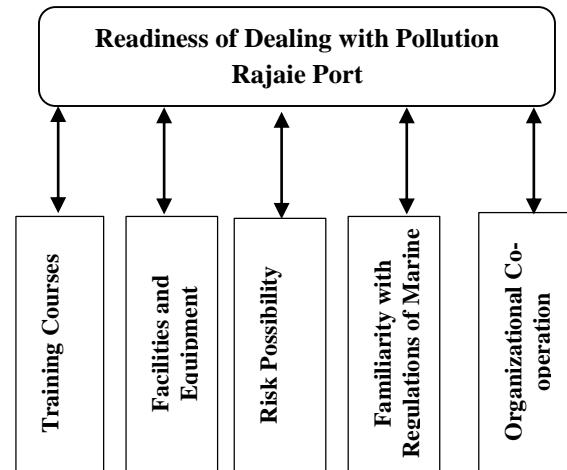 Readiness of Dealing with Pollution
Rajaie Port
Training Courses
Facilities and
Equipment
Risk Possibility
Familiarity with
Regulations of Marine
Organizational Co-
operation